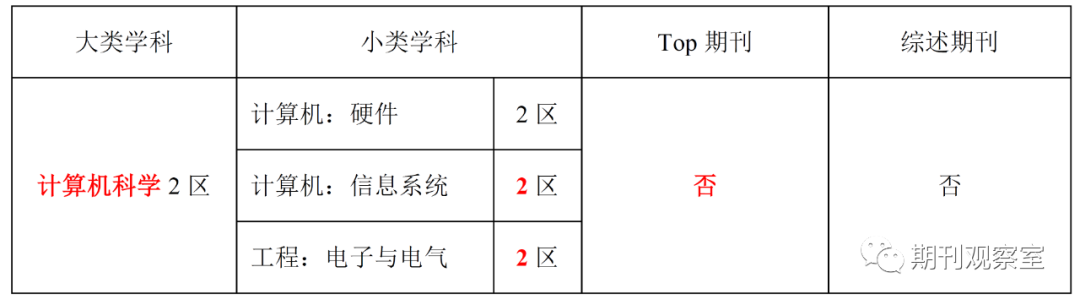 大类学科 小类学科 Top 期刊 综述期刊
计算机：硬件 2 区
计算机科学 2 区 计算机：信息系统 2 区 否 否
工程：电子与电气 2 区
期刊观察室